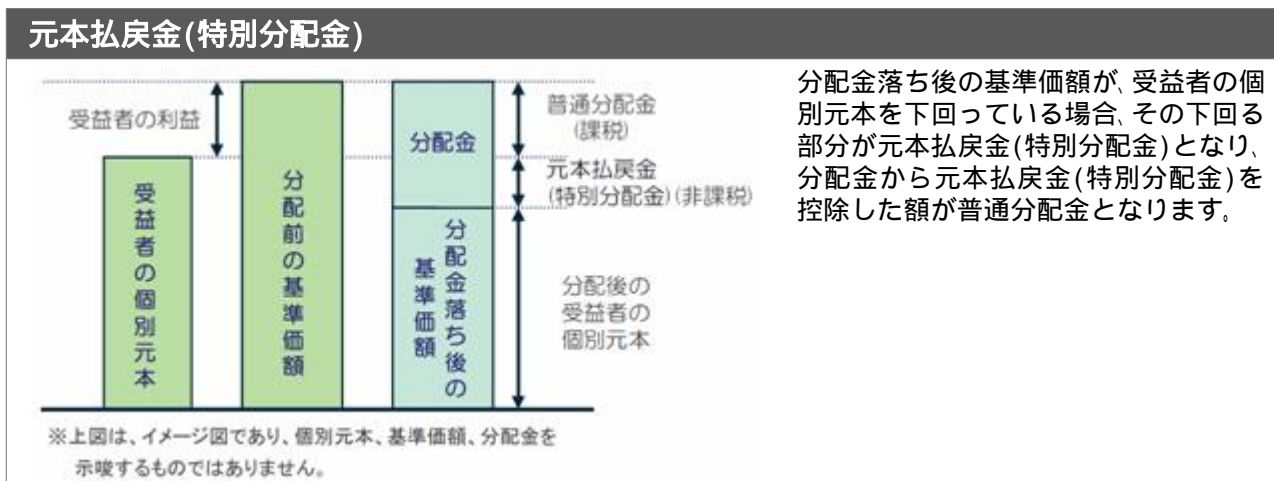 元本払戻金(特別分配金)
受益者の利益
受益者の個別元本
分配前の基準価額
分配金
分配金落ち後の
基準価額
普通分配金
(課税)
元本払戻金
(特別分配金)(非課税)
分配後の
受益者の
個別元本
※上図は、イメージ図であり、個別元本、基準価額、分配金を
示唆するものではありません。
分配金落ち後の基準価額が、受益者の個
別元本を下回っている場合、その下回る
部分が元本払戻金(特別分配金)となり、
分配金から元本払戻金(特別分配金)を
控除した額が普通分配金となります。